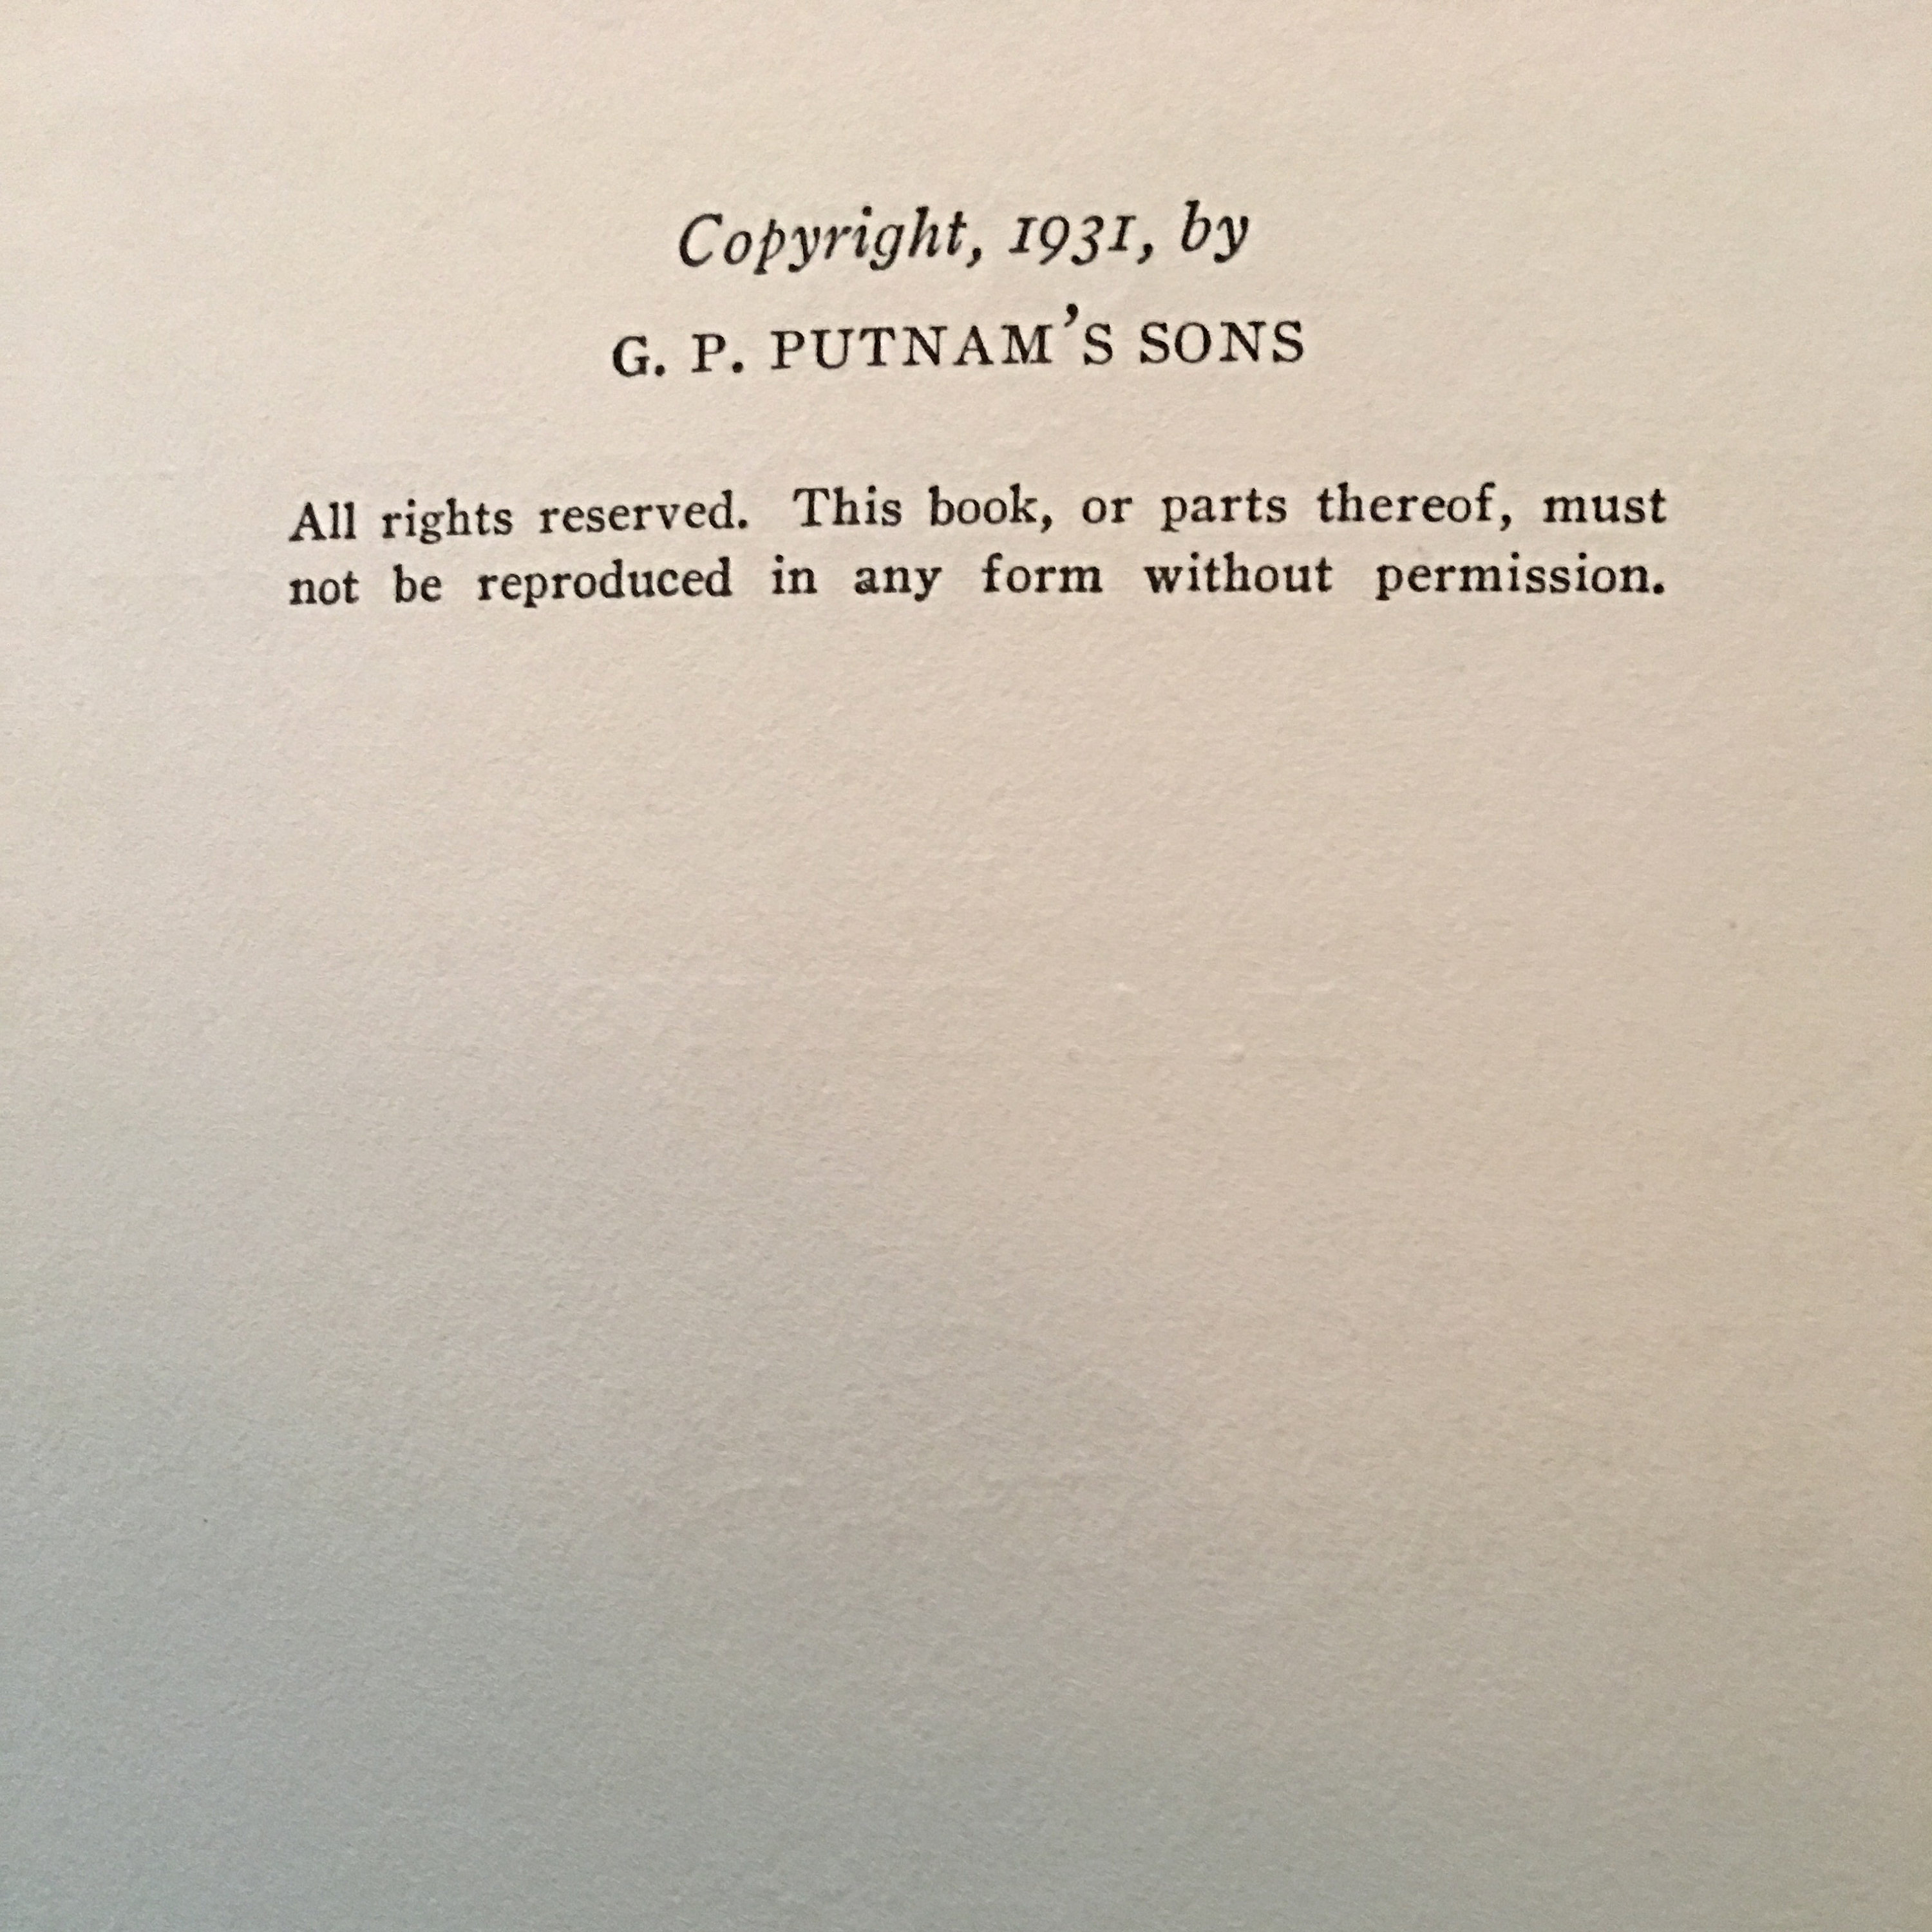 Copyright, 1931, by
G. P. PUTNAM'S SONS
All rights reserved. This book, or parts thereof, must
not be reproduced in any form without permission.